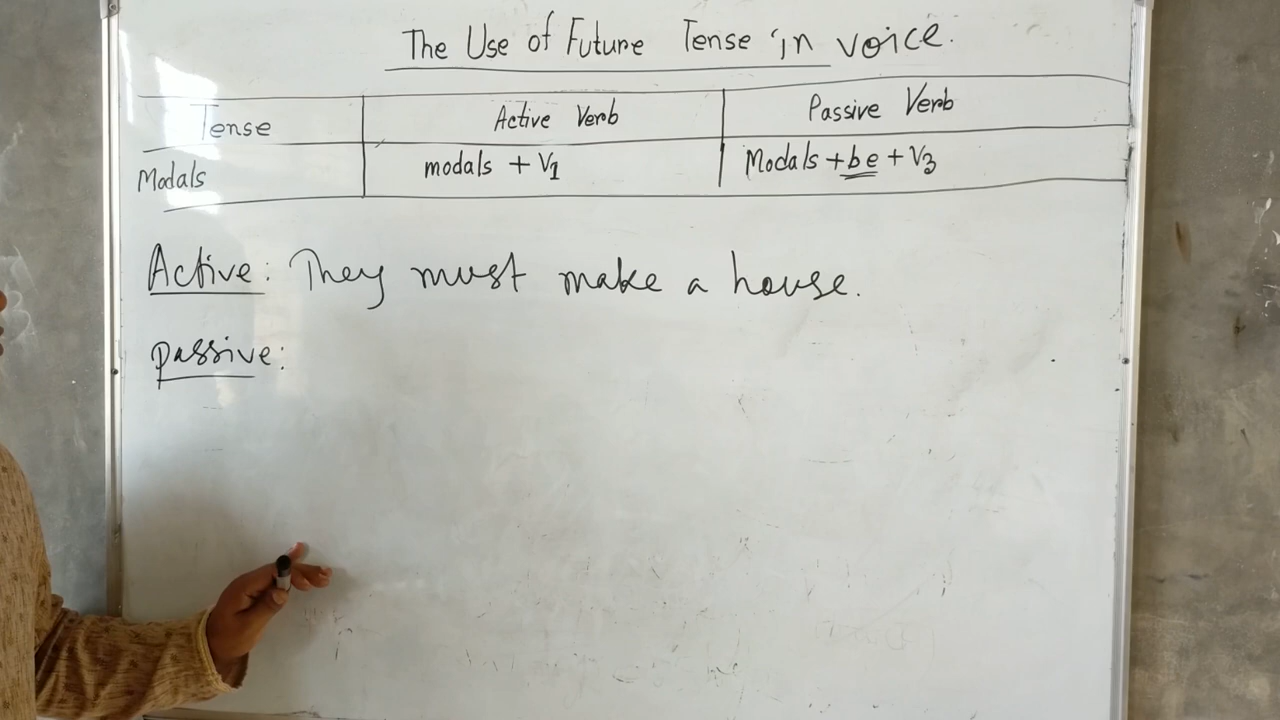 The Use of Future Tense in voice.
Tense Active Verb Passive Verb
Modals modals + V1 Modals + be + V3
Active: They must make a house.
passive: